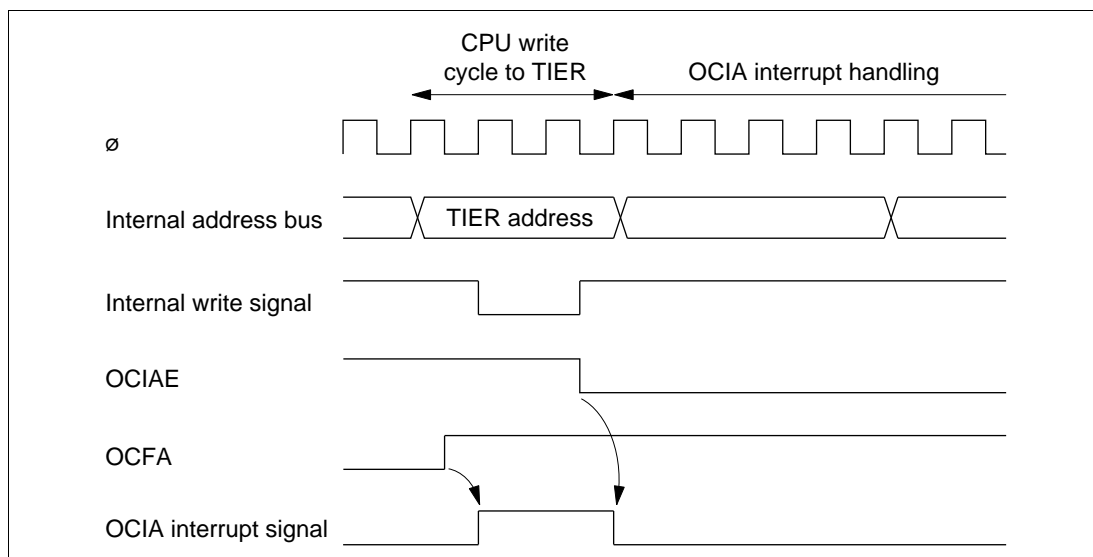 CPU write
cycle to TIER
OCIA interrupt handling
ø
Internal address bus
TIER address
Internal write signal
OCIAE
OCFA
OCIA interrupt signal